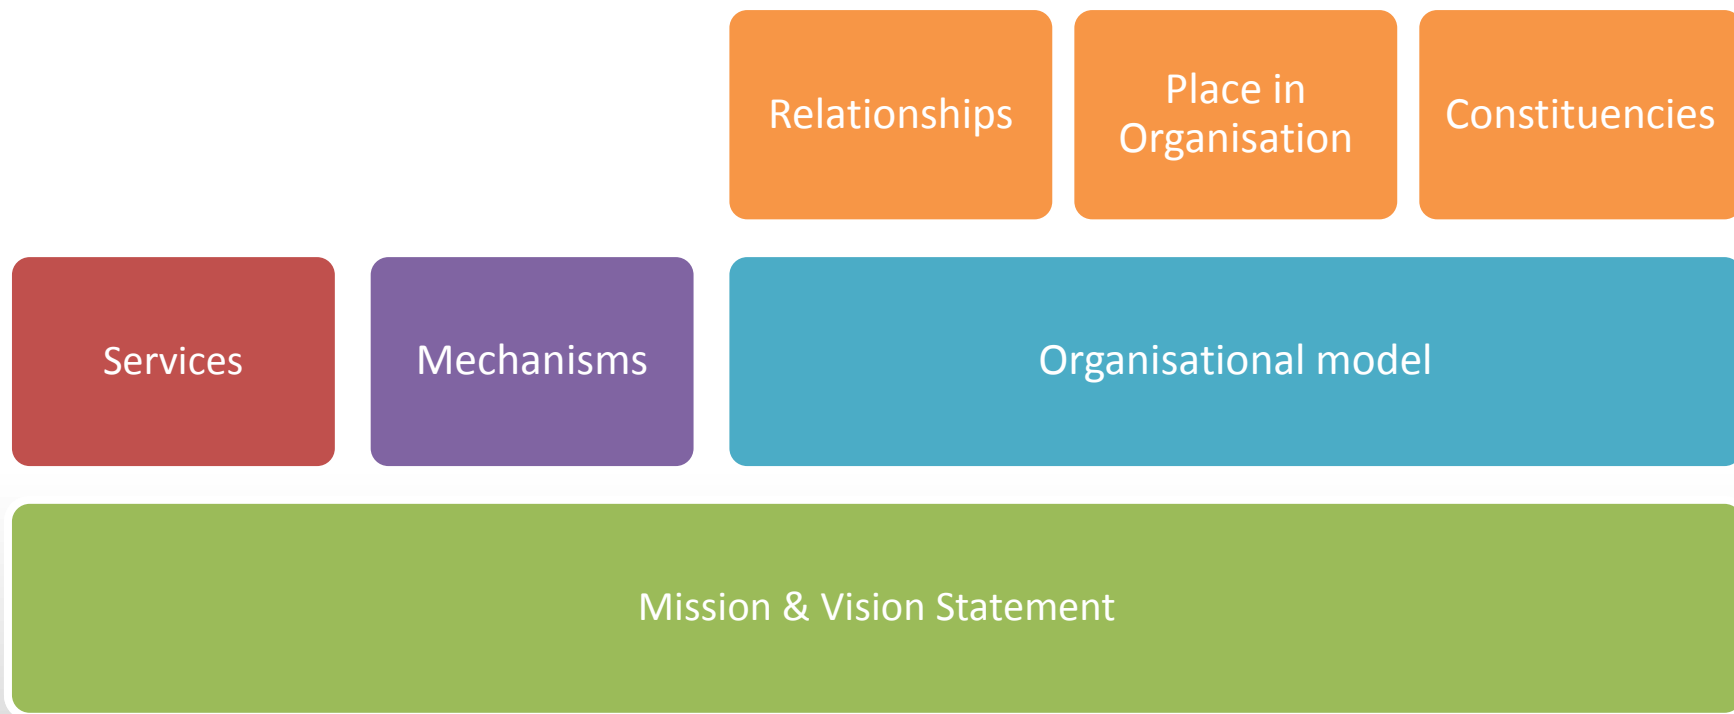 Relationships
Place in
Organisation
Constituencies
Services
Mechanisms
Organisational model
Mission & Vision Statement